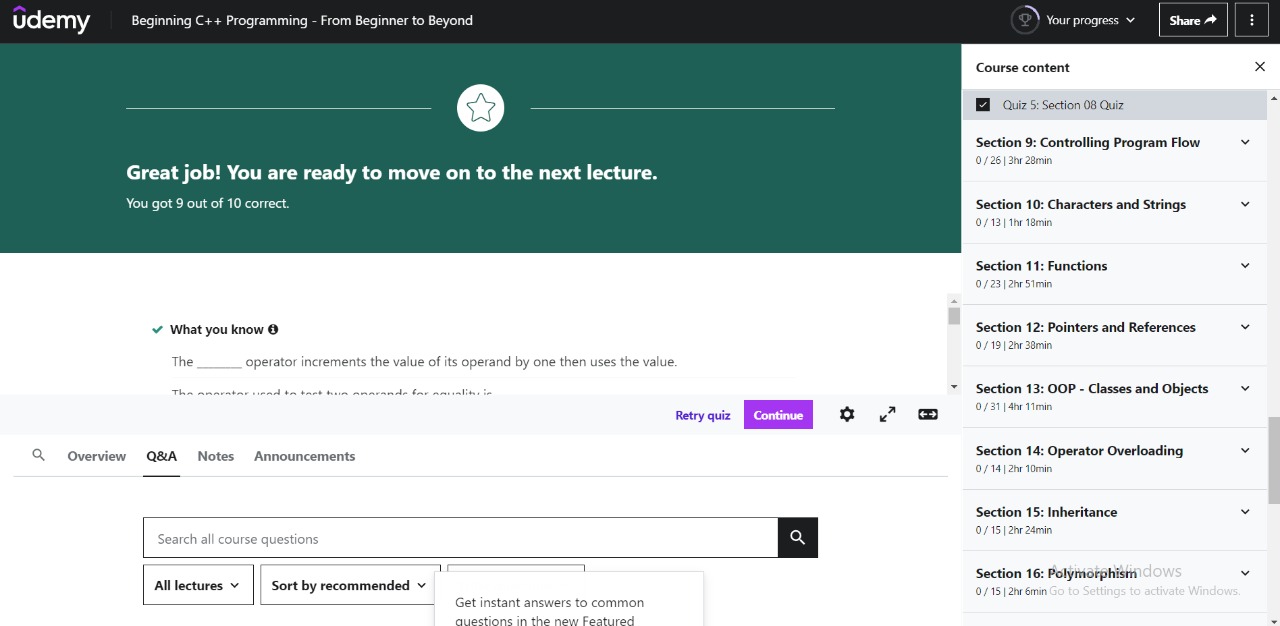 udemy
Beginning C++ Programming - From Beginner to Beyond
Your progress
Share
Great job! You are ready to move on to the next lecture.
You got 9 out of 10 correct.
What you know
The ______ operator increments the value of its operand by one then uses the value.
The operator used to test two operands for equality is
Retry quiz
Continue
Overview
Q&A
Notes
Announcements
Search all course questions
All lectures
Sort by recommended
Get instant answers to common
questions in the new Featured
Course content
Quiz 5: Section 08 Quiz
Section 9: Controlling Program Flow
0 / 26 | 3hr 28min
Section 10: Characters and Strings
0 / 13 | 1hr 18min
Section 11: Functions
0 / 23 | 2hr 51min
Section 12: Pointers and References
0 / 19 | 2hr 38min
Section 13: OOP - Classes and Objects
0 / 31 | 4hr 11min
Section 14: Operator Overloading
0 / 14 | 2hr 10min
Section 15: Inheritance
0 / 15 | 2hr 24min
Section 16: Polymorphism
0 / 15 | 2hr 6min
Activate Windows
Go to Settings to activate Windows.